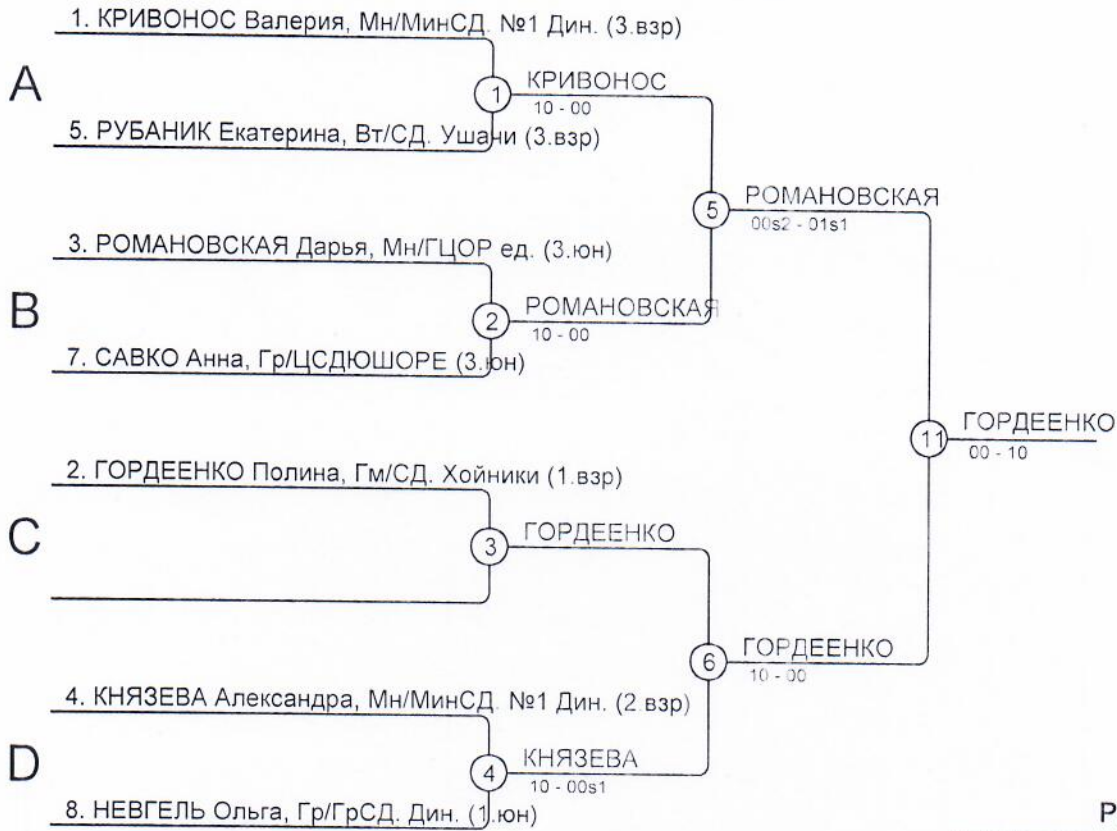 1. КРИВОНОС Валерия, Мн/МинСД. №1 Дин. (3.взр)
A
1
КРИВОНОС
10 - 00
5. РУБАНИК Екатерина, Вт/СД. Ушачи (3.взр)
5
РОМАНОВСКАЯ
00s2 - 01s1
3. РОМАНОВСКАЯ Дарья, Мн/ГЦОР ед. (3.юн)
B
2
РОМАНОВСКАЯ
10 - 00
7. САВКО Анна, Гр/ЦСДЮШОРЕ (3.юн)
11
ГОРДЕЕНКО
00 - 10
2. ГОРДЕЕНКО Полина, Гм/СД. Хойники (1.взр)
C
3
ГОРДЕЕНКО
6
ГОРДЕЕНКО
10 - 00
4. КНЯЗЕВА Александра, Мн/МинСД. №1 Дин. (2.взр)
D
4
КНЯЗЕВА
10 - 00s1
8. НЕВГЕЛЬ Ольга, Гр/ГрСД. Дин. (1.юн)
Р